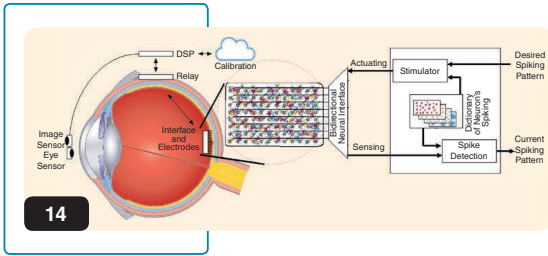 DSP
Calibration
Relay
Image
Sensor
Eye
Sensor
Interface
and
Electrodes
Bidirectional
Neural Interface
Actuating
Sensing
Stimulator
Dictionary
of Neuron's
Spiking
Spike
Detection
Desired
Spiking
Pattern
Current
Spiking
Pattern
14